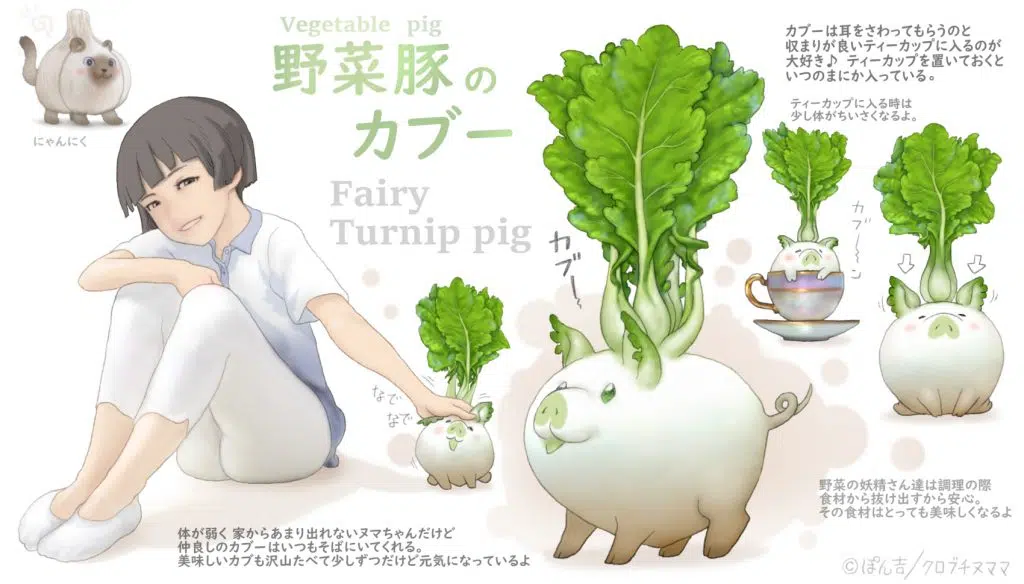 Vegetable pig
野菜豚の
カブー
Fairy
Turnip pig
にゃんにく
カブーは耳をさわってもらうのと
収まりが良いティーカップに入るのが
大好き♪ ティーカップを置いておくと
いつのまにか入っている。
ティーカップに入る時は
少し体がちいさくなるよ。
カブー〜
カブ〜ン
なで
なで
体が弱く 家からあまり出れないヌマちゃんだけど
仲良しのカブーはいつもそばにいてくれる。
美味しいカブも沢山たべて少しずつだけど元気になっているよ
野菜の妖精さん達は調理の際
食材から抜け出すから安心。
その食材はとっても美味しくなるよ
©ぽん吉/クロブチヌママ